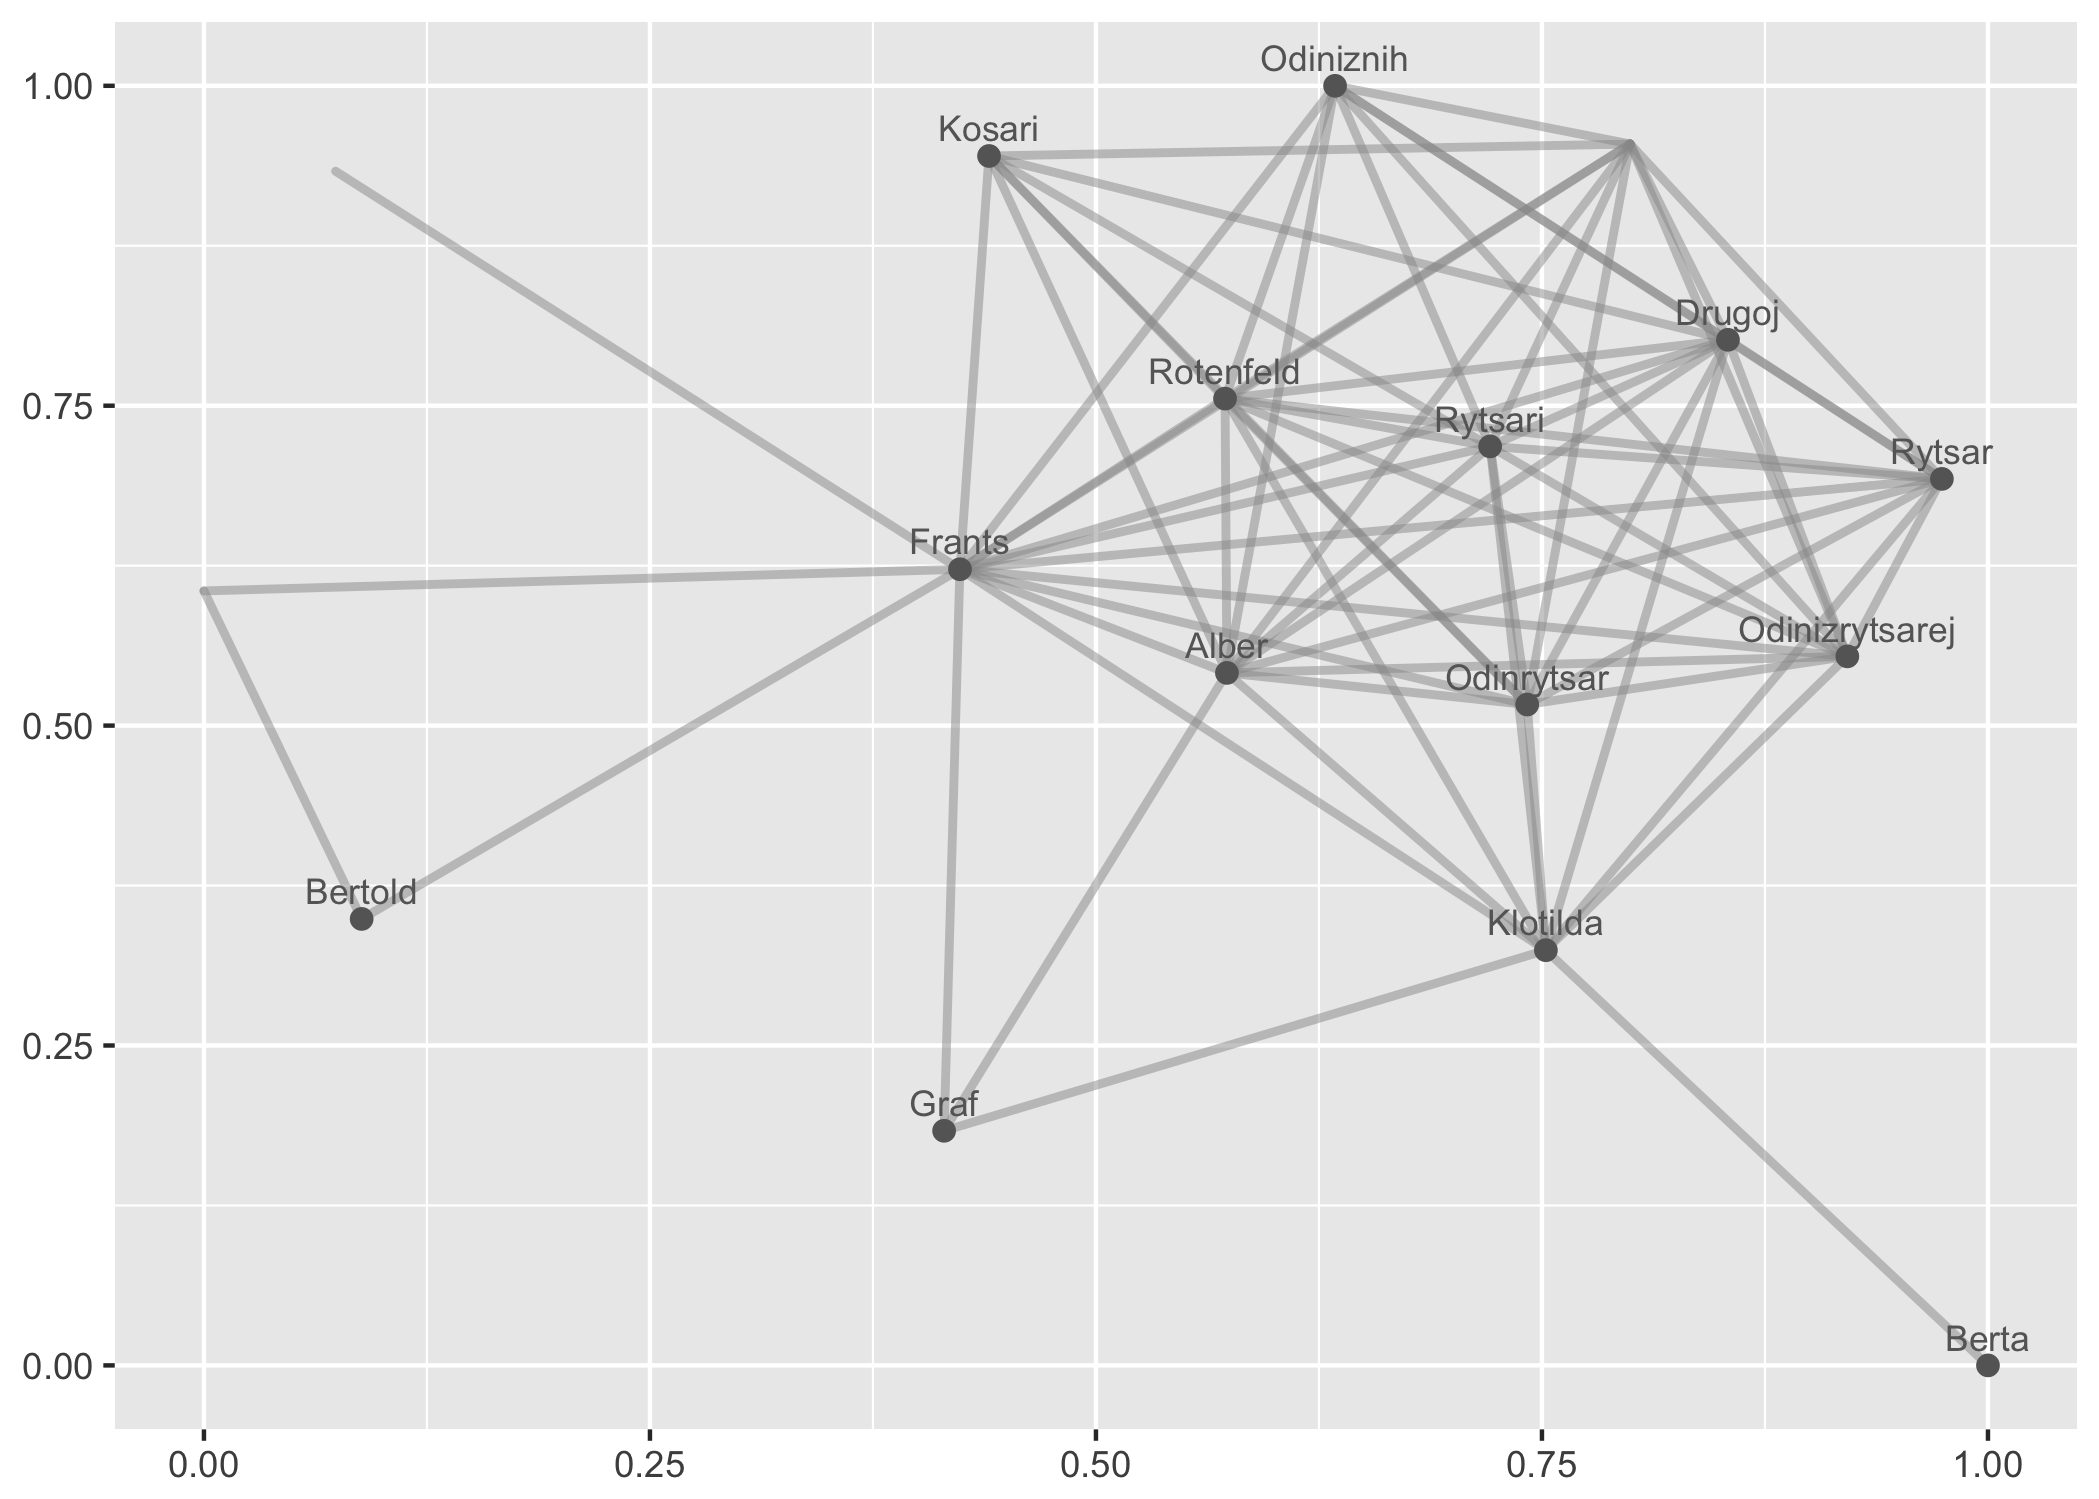 Odiniznih
1.00
Kosari
Drugoj
Rotenfeld
0.75
Rytsari
Rytsar
Frants
Odinizrytsarej
Alber
Odinrytsar
0.50
Bertold
Klotilda
Graf
0.25
Berta
0.00
0.00 0.25 0.50 0.75 1.00